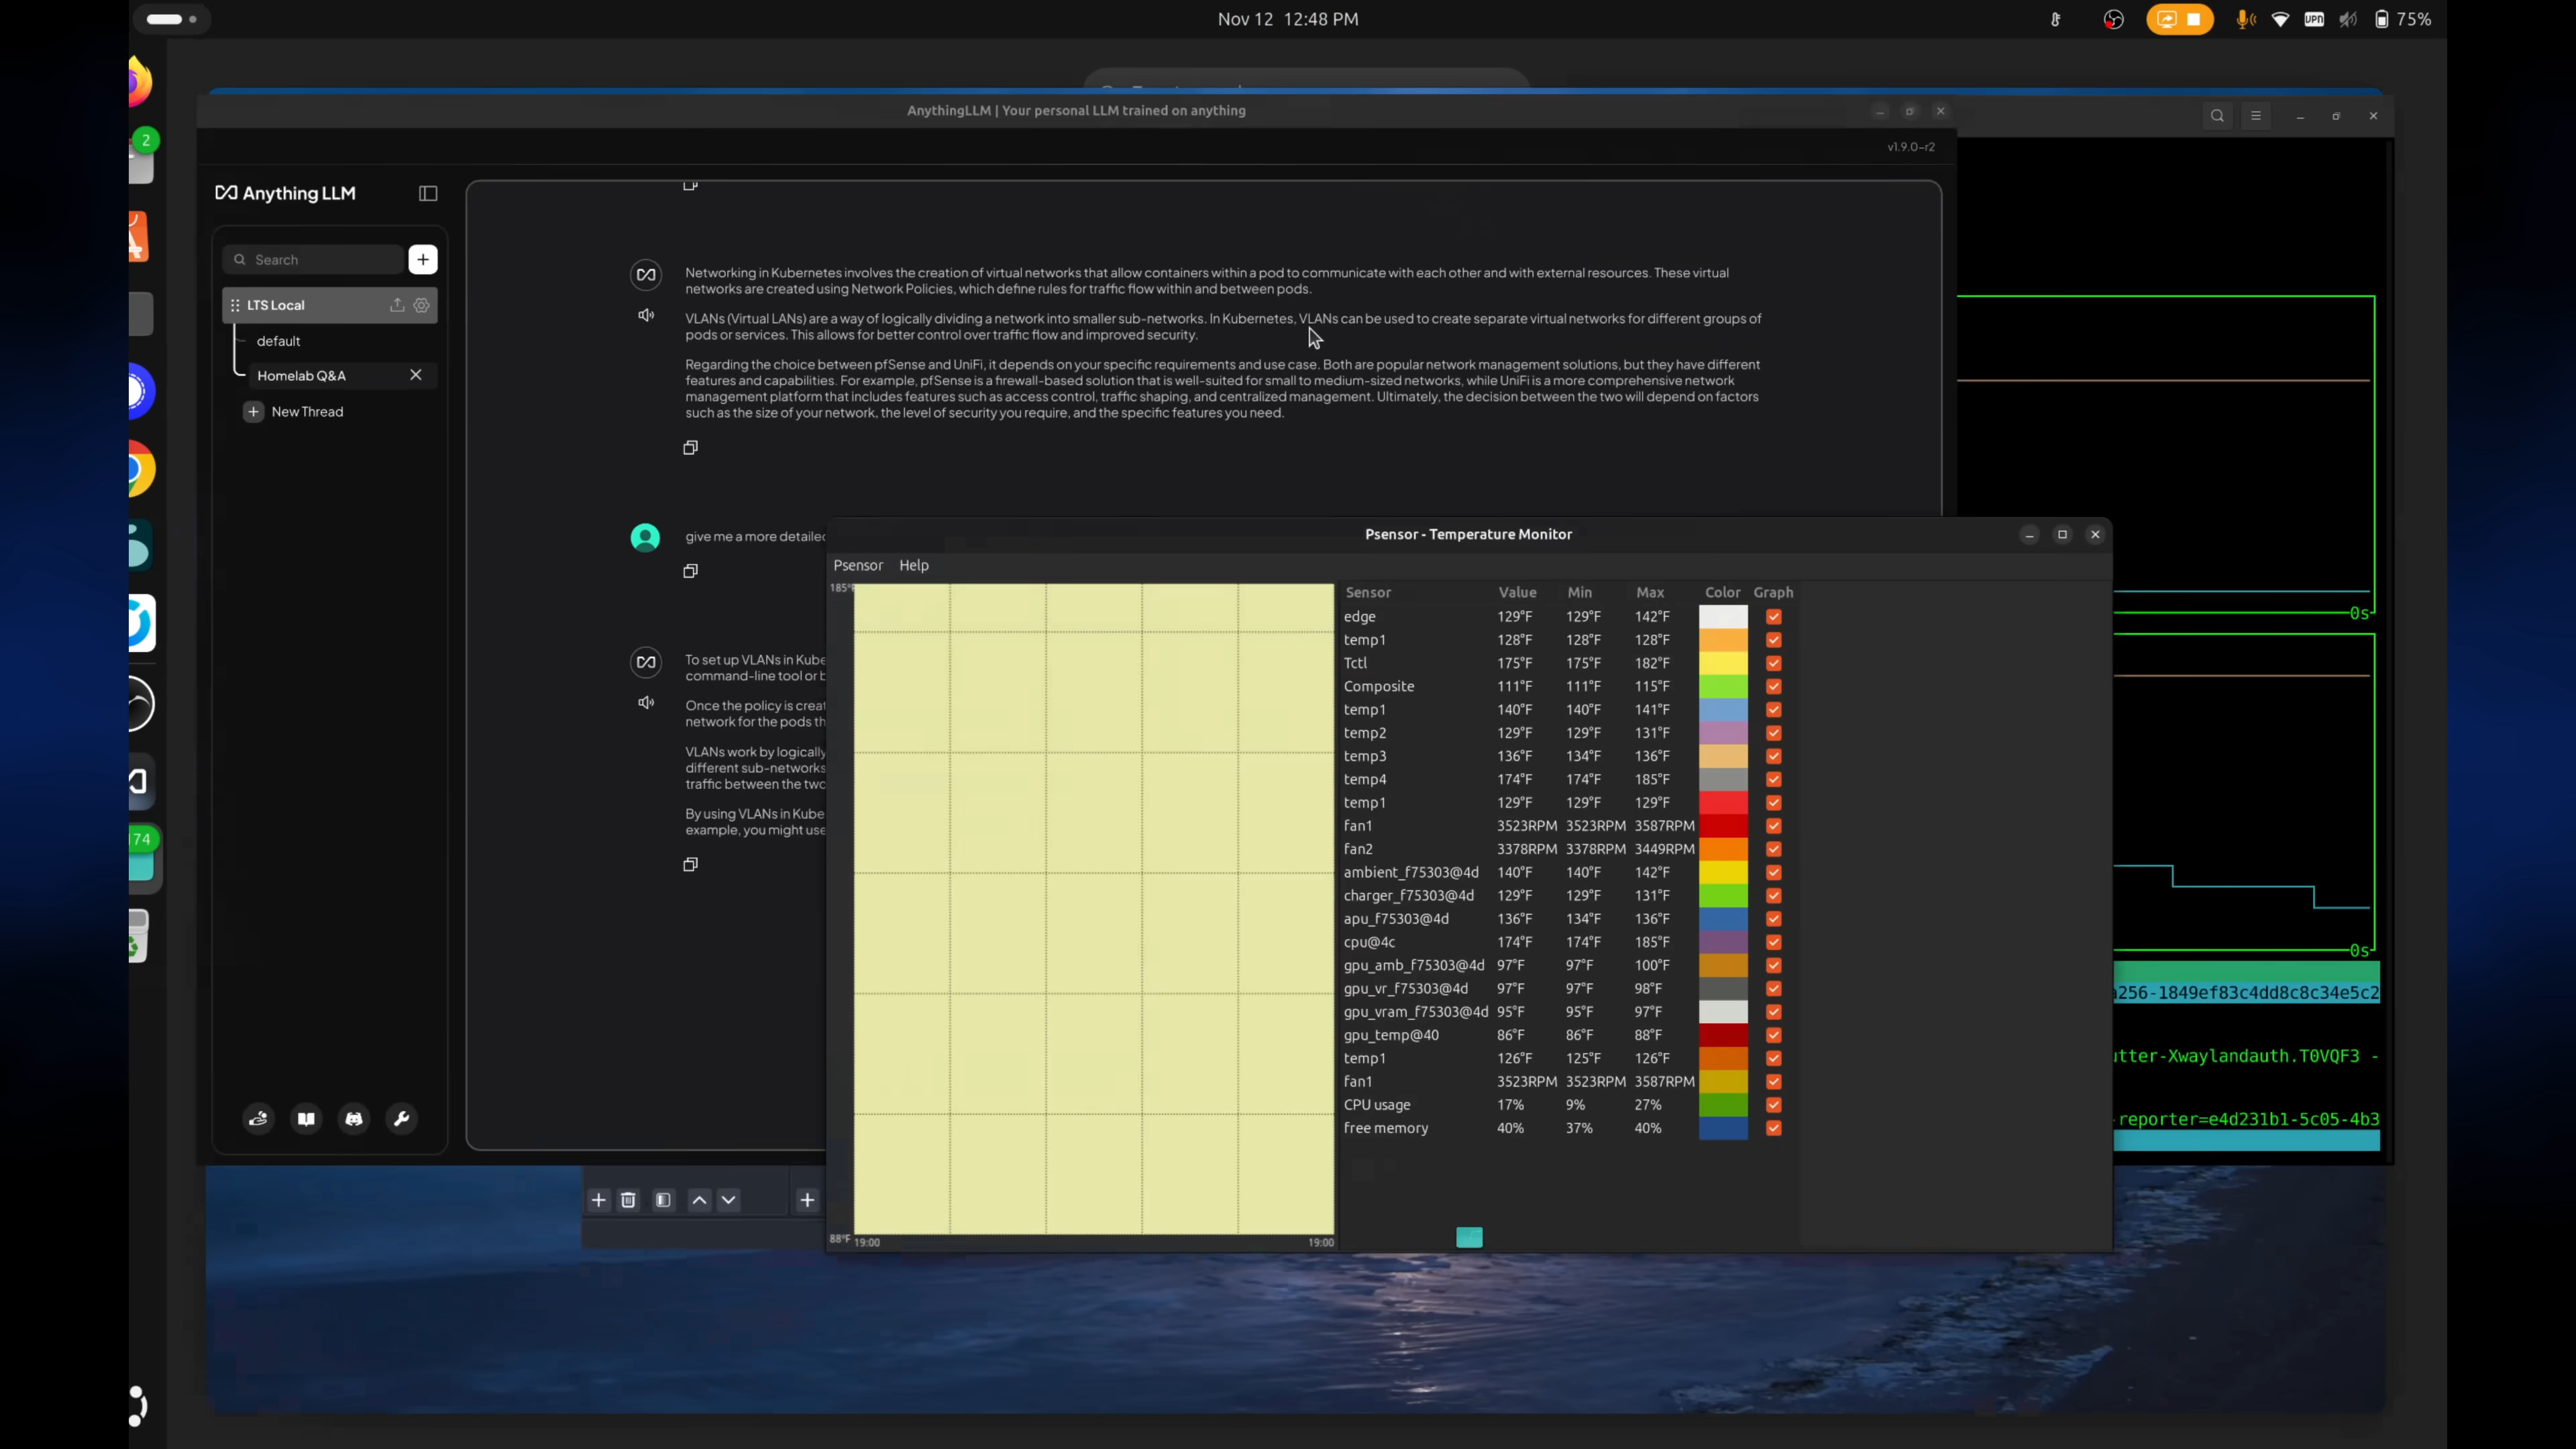 Nov 12 12:48 PM
VPN
75%
2
174
AnythingLLM | Your personal LLM trained on anything
v1.9.0-r2
Anything LLM
Search
LTS Local
default
Homelab Q&A
New Thread
Networking in Kubernetes involves the creation of virtual networks that allow containers within a pod to communicate with each other and with external resources. These virtual
networks are created using Network Policies, which define rules for traffic flow within and between pods.
VLANs (Virtual LANs) are a way of logically dividing a network into smaller sub-networks. In Kubernetes, VLANs can be used to create separate virtual networks for different groups of
pods or services. This allows for better control over traffic flow and improved security.
Regarding the choice between pfSense and UniFi, it depends on your specific requirements and use case. Both are popular network management solutions, but they have different
features and capabilities. For example, pfSense is a firewall-based solution that is well-suited for small to medium-sized networks, while UniFi is a more comprehensive network
management platform that includes features such as access control, traffic shaping, and centralized management. Ultimately, the decision between the two will depend on factors
such as the size of your network, the level of security you require, and the specific features you need.
give me a more detailed
To set up VLANs in Kube
command-line tool or b
Once the policy is creat
network for the pods th
VLANs work by logically
different sub-networks
traffic between the two
By using VLANs in Kube
example, you might use
Psensor - Temperature Monitor
Psensor Help
185°F
88°F 19:00 19:00
Sensor Value Min Max Color Graph
edge 129°F 129°F 142°F
temp1 128°F 128°F 128°F
Tctl 175°F 175°F 182°F
Composite 111°F 111°F 115°F
temp1 140°F 140°F 141°F
temp2 129°F 129°F 131°F
temp3 136°F 134°F 136°F
temp4 174°F 174°F 185°F
temp1 129°F 129°F 129°F
fan1 3523RPM 3523RPM 3587RPM
fan2 3378RPM 3378RPM 3449RPM
ambient_f75303@4d 140°F 140°F 142°F
charger_f75303@4d 129°F 129°F 131°F
apu_f75303@4d 136°F 134°F 136°F
cpu@4c 174°F 174°F 185°F
gpu_amb_f75303@4d 97°F 97°F 100°F
gpu_vr_f75303@4d 97°F 97°F 98°F
gpu_vram_f75303@4d 95°F 95°F 97°F
gpu_temp@40 86°F 86°F 88°F
temp1 126°F 125°F 126°F
fan1 3523RPM 3523RPM 3587RPM
CPU usage 17% 9% 27%
free memory 40% 37% 40%
0s
0s
a256-1849ef83c4dd8c8c34e5c2
utter-Xwaylandauth.T0VQF3 -
-reporter=e4d231b1-5c05-4b3